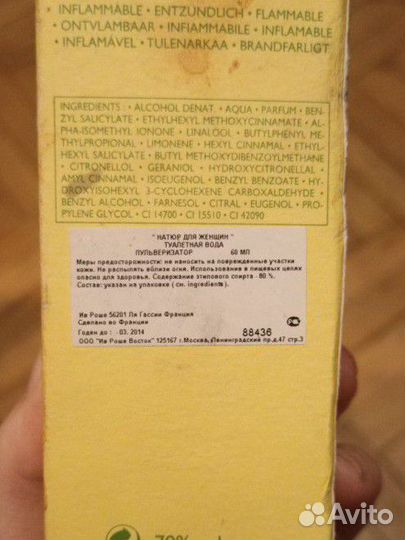 INFLAMMABLE • ENTZÜNDLICH • FLAMMABLE
ONTVLAMBAAR • INFIAMMABILE • INFLAMABLE
INFLAMÁVEL • TULENARKAA • BRANDFARLIGT
INGREDIENTS : ALCOHOL DENAT. • AQUA • PARFUM • BEN-
ZYL SALICYLATE • ETHYLHEXYL METHOXYCINNAMATE • AL-
PHA-ISOMETHYL IONONE • LINALOOL • BUTYLPHENYL ME-
THYLPROPIONAL • LIMONENE • HEXYL CINNAMAL • ETHYL-
HEXYL SALICYLATE • BUTYL METHOXYDIBENZOYLMETHANE
• CITRONELLOL • GERANIOL • HYDROXYCITRONELLAL •
AMYL CINNAMAL • ISOEUGENOL • BENZYL BENZOATE • HY-
DROXYISOHEXYL 3-CYCLOHEXENE CARBOXALDEHYDE •
BENZYL ALCOHOL • FARNESOL • CITRAL • EUGENOL • PRO-
PYLENE GLYCOL • CI 14700 • CI 15510 • CI 42090
" НАТЮР ДЛЯ ЖЕНЩИН "
ТУАЛЕТНАЯ ВОДА
ПУЛЬВЕРИЗАТОР 60 МЛ
Меры предосторожности: не наносить на поврежденные участки
кожи. Не распылять вблизи огня. Использование в пищевых целях
опасно для здоровья. Содержание этилового спирта - 80 %.
Состав: указан на упаковке ( см. ingredients ).
Ив Роше 56201 Ля Гассии Франция
Сделано во Франции
Годен до : -03. 2014 88436
ООО "Ив Роше Восток" 125167 г.Москва, Ленинградский пр.д.47 стр.3
70%
Avito